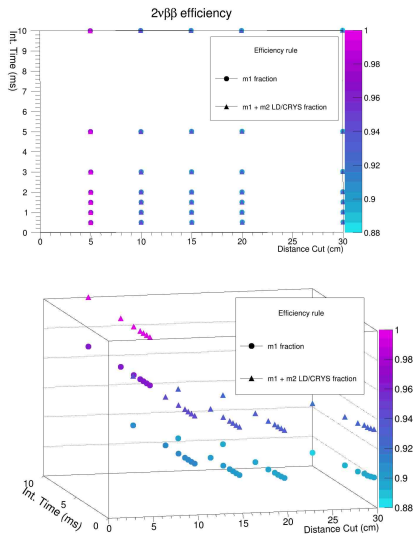 2νββ efficiency
Int. Time (ms)
10
9
8
7
6
5
4
3
2
1
0
Efficiency rule
m1 fraction
m1 + m2 LD/CRYS fraction
1
0.98
0.96
0.94
0.92
0.9
0.88
0 5 10 15 20 25 30
Distance Cut (cm)
Efficiency rule
m1 fraction
m1 + m2 LD/CRYS fraction
1
0.98
0.96
0.94
0.92
0.9
0.88
10
5
0
Int. Time (ms)
0 5 10 15 20 25 30
Distance Cut (cm)